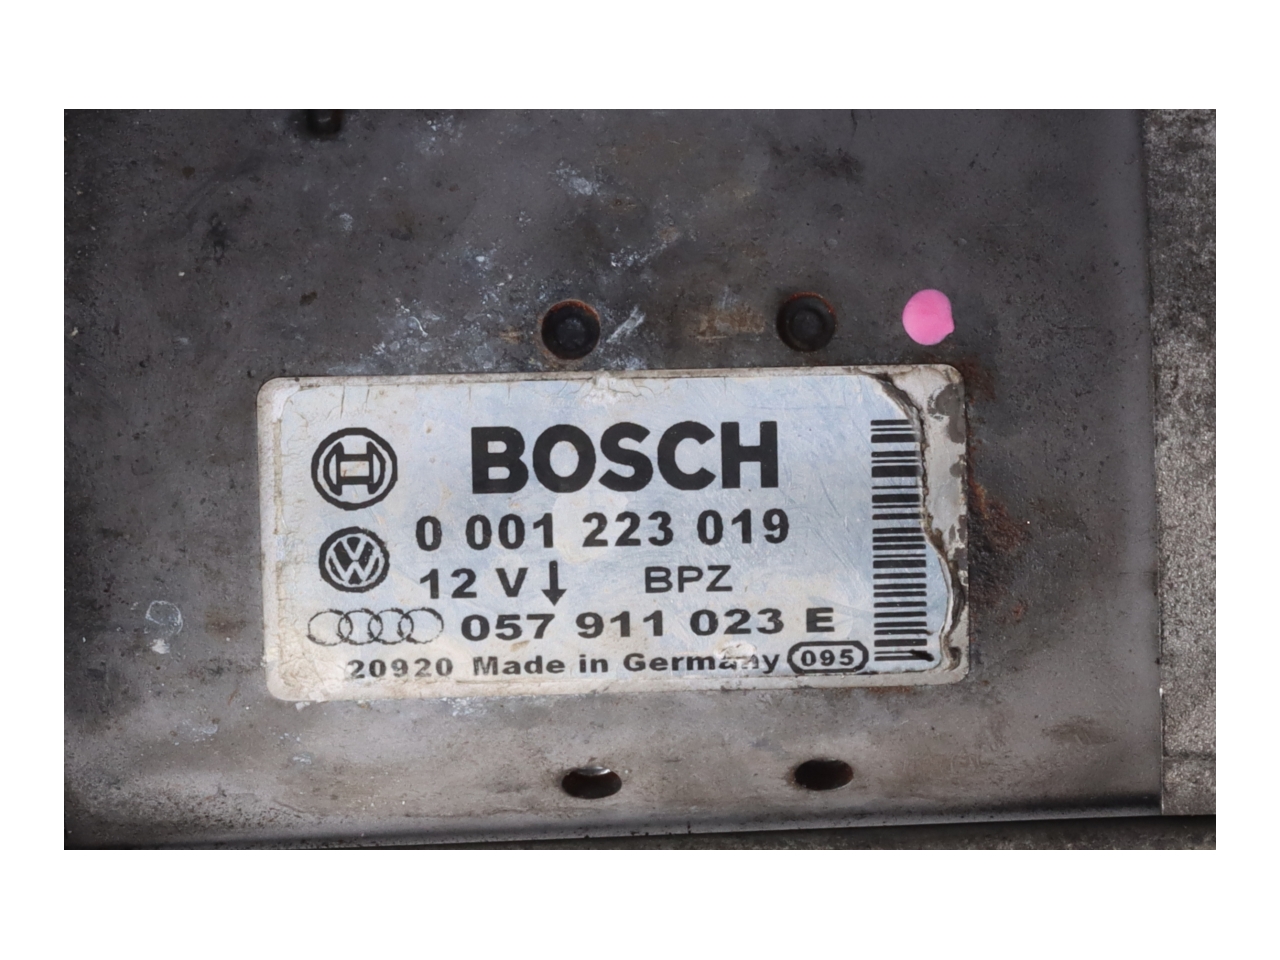 BOSCH
0 001 223 019
12 V↓ BPZ
057 911 023 E
20920 Made in Germany 095